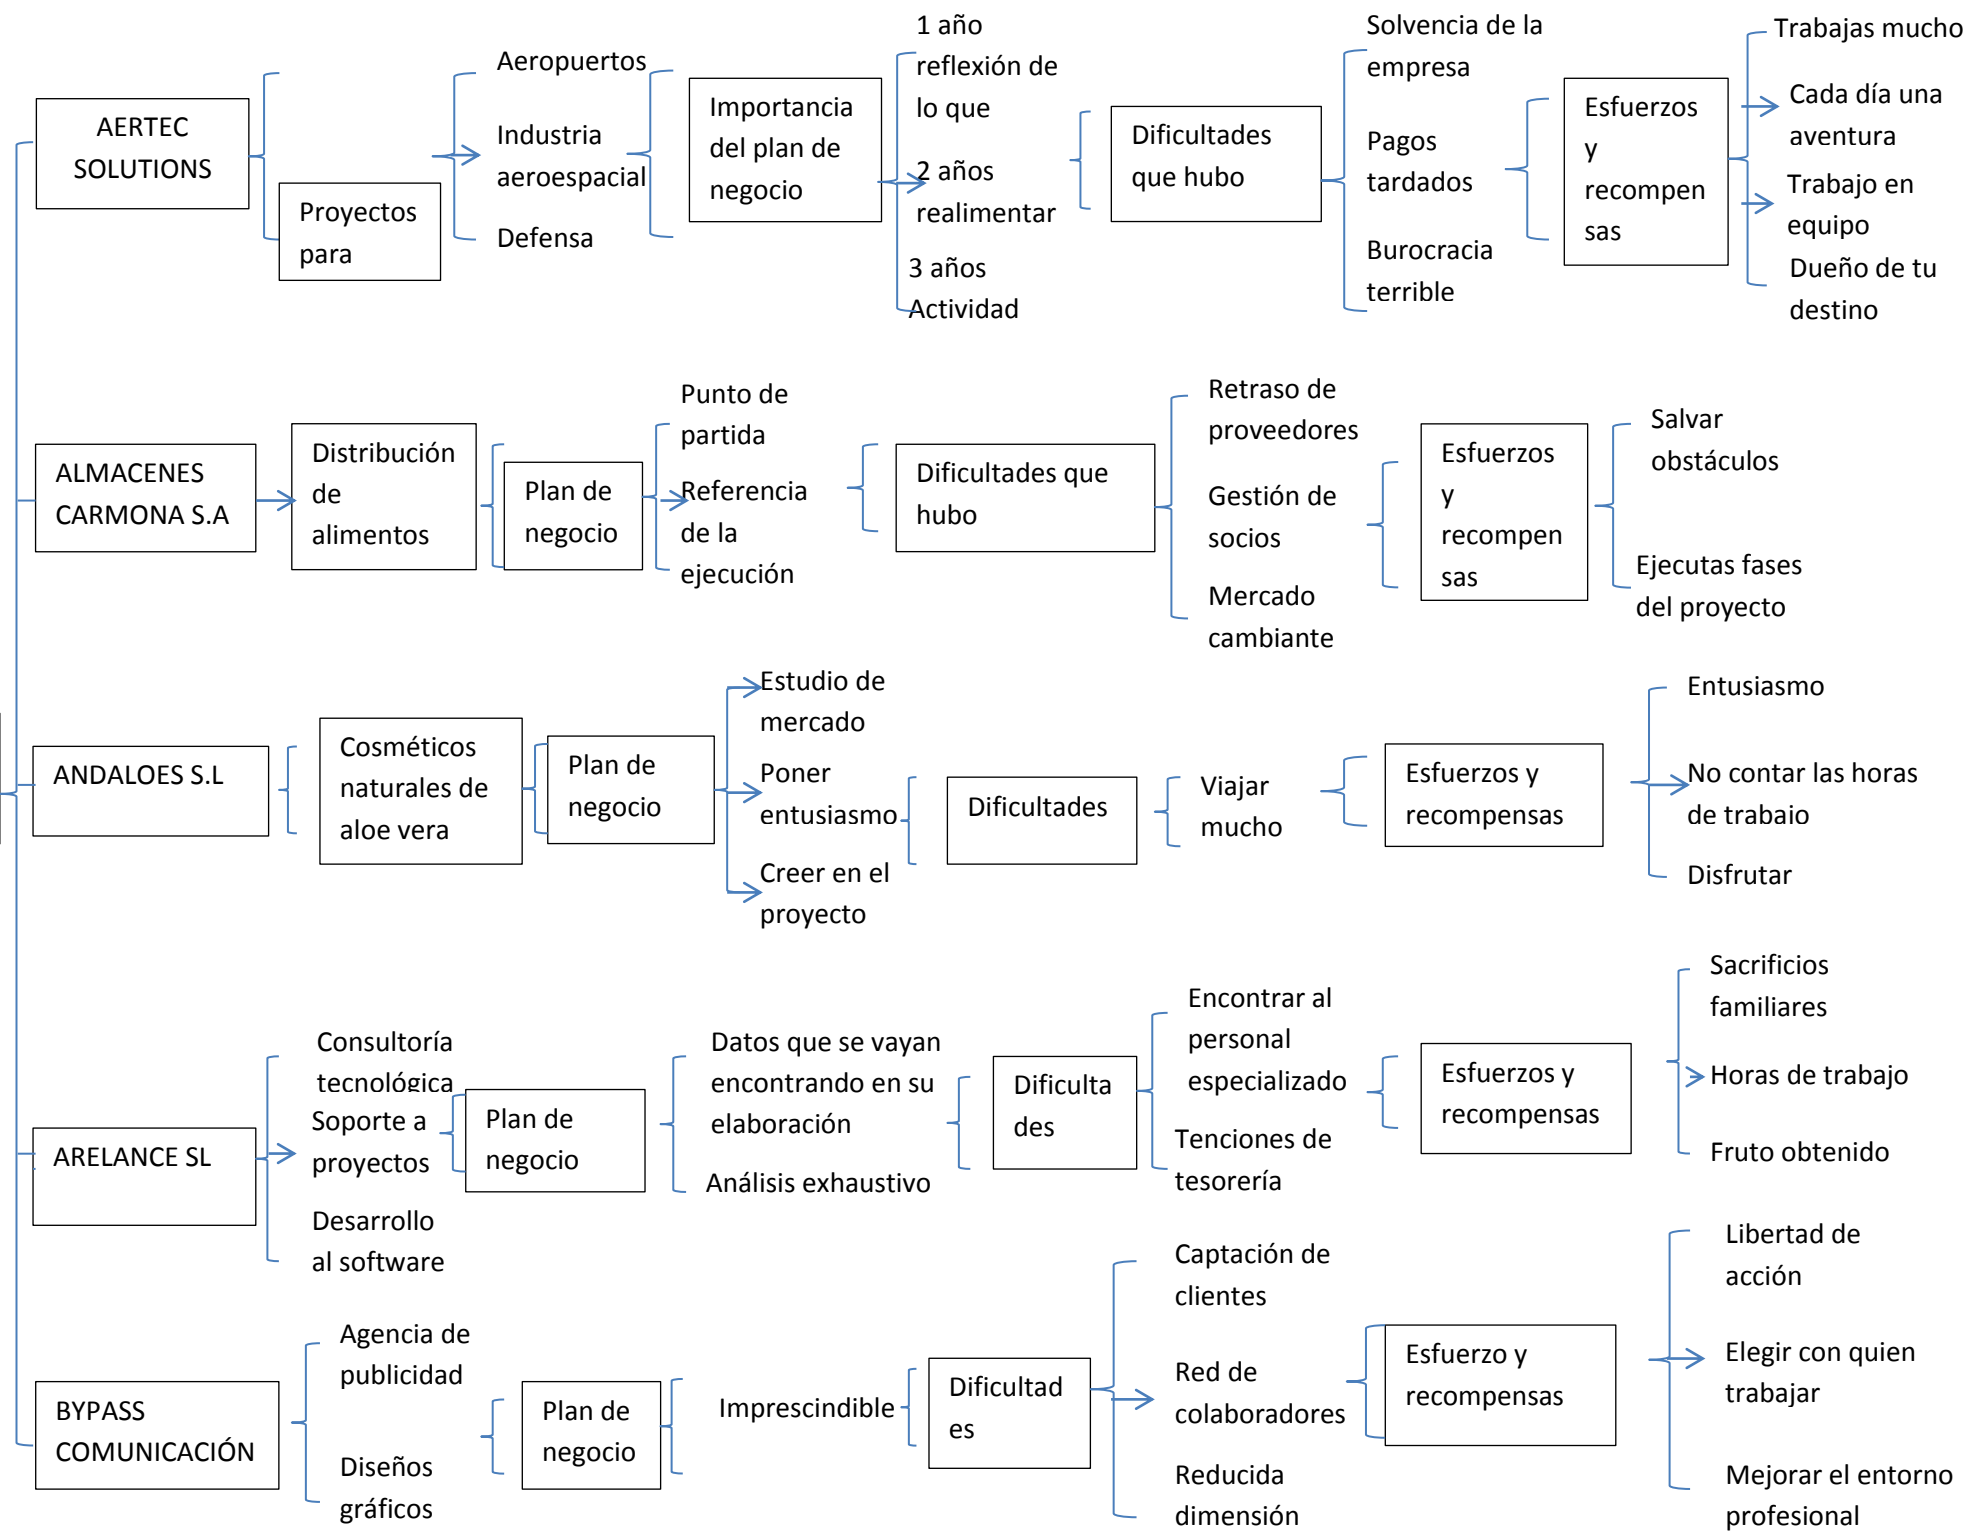 AERTEC
SOLUTIONS
Proyectos
para
Aeropuertos
Industria
aeroespacial
Defensa
Importancia
del plan de
negocio
1 año
reflexión de
lo que
2 años
realimentar
3 años
Actividad
Dificultades
que hubo
Solvencia de la
empresa
Pagos
tardados
Burocracia
terrible
Esfuerzos
y
recompen
sas
Trabajas mucho
Cada día una
aventura
Trabajo en
equipo
Dueño de tu
destino
ALMACENES
CARMONA S.A
Distribución
de
alimentos
Plan de
negocio
Punto de
partida
Referencia
de la
ejecución
Dificultades que
hubo
Retraso de
proveedores
Gestión de
socios
Mercado
cambiante
Esfuerzos
y
recompen
sas
Salvar
obstáculos
Ejecutas fases
del proyecto
ANDALOES S.L
Cosméticos
naturales de
aloe vera
Plan de
negocio
Estudio de
mercado
Poner
entusiasmo
Creer en el
proyecto
Dificultades
Viajar
mucho
Esfuerzos y
recompensas
Entusiasmo
No contar las horas
de trabajo
Disfrutar
ARELANCE SL
Consultoría
tecnológica
Soporte a
proyectos
Desarrollo
al software
Plan de
negocio
Datos que se vayan
encontrando en su
elaboración
Análisis exhaustivo
Dificulta
des
Encontrar al
personal
especializado
Tenciones de
tesorería
Esfuerzos y
recompensas
Sacrificios
familiares
Horas de trabajo
Fruto obtenido
BYPASS
COMUNICACIÓN
Agencia de
publicidad
Diseños
gráficos
Plan de
negocio
Imprescindible
Dificultad
es
Captación de
clientes
Red de
colaboradores
Reducida
dimensión
Esfuerzo y
recompensas
Libertad de
acción
Elegir con quien
trabajar
Mejorar el entorno
profesional